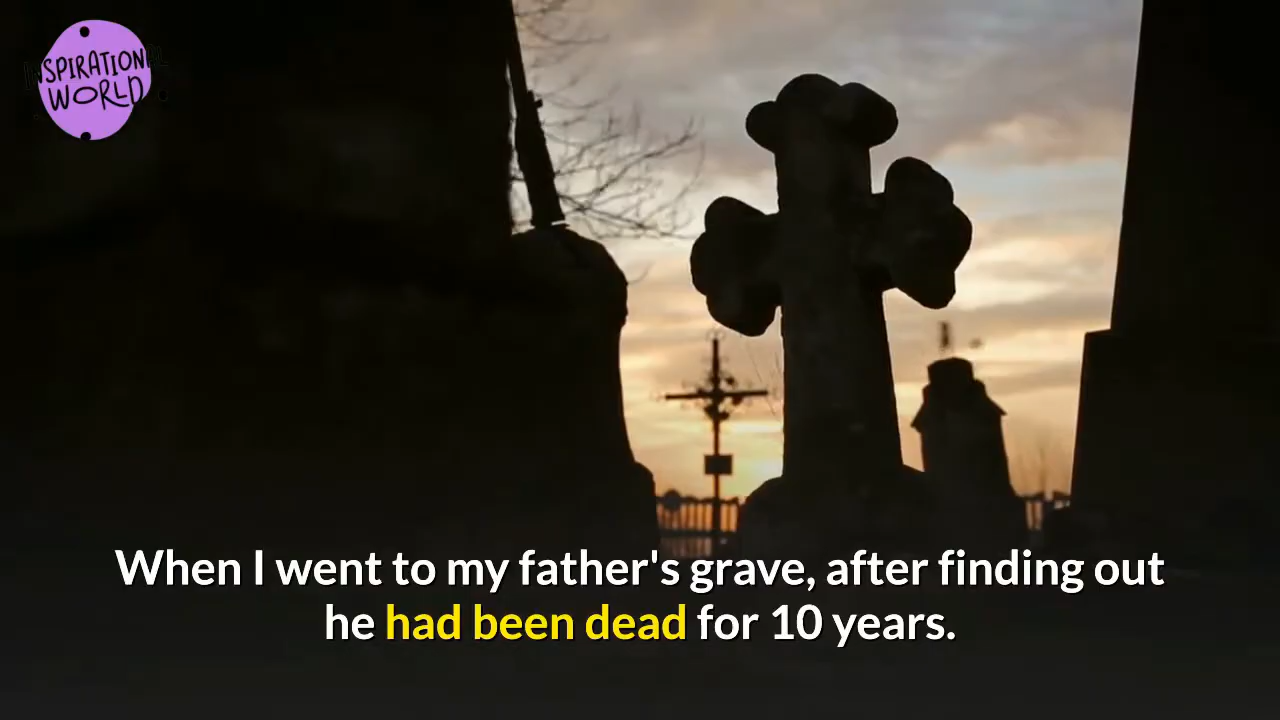 INSPIRATIONAL
WORLD
When I went to my father's grave, after finding out
he had been dead for 10 years.